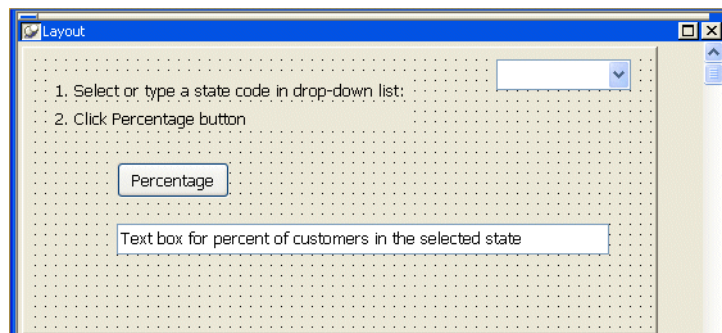 Layout
1. Select or type a state code in drop-down list:
2. Click Percentage button
Percentage
Text box for percent of customers in the selected state